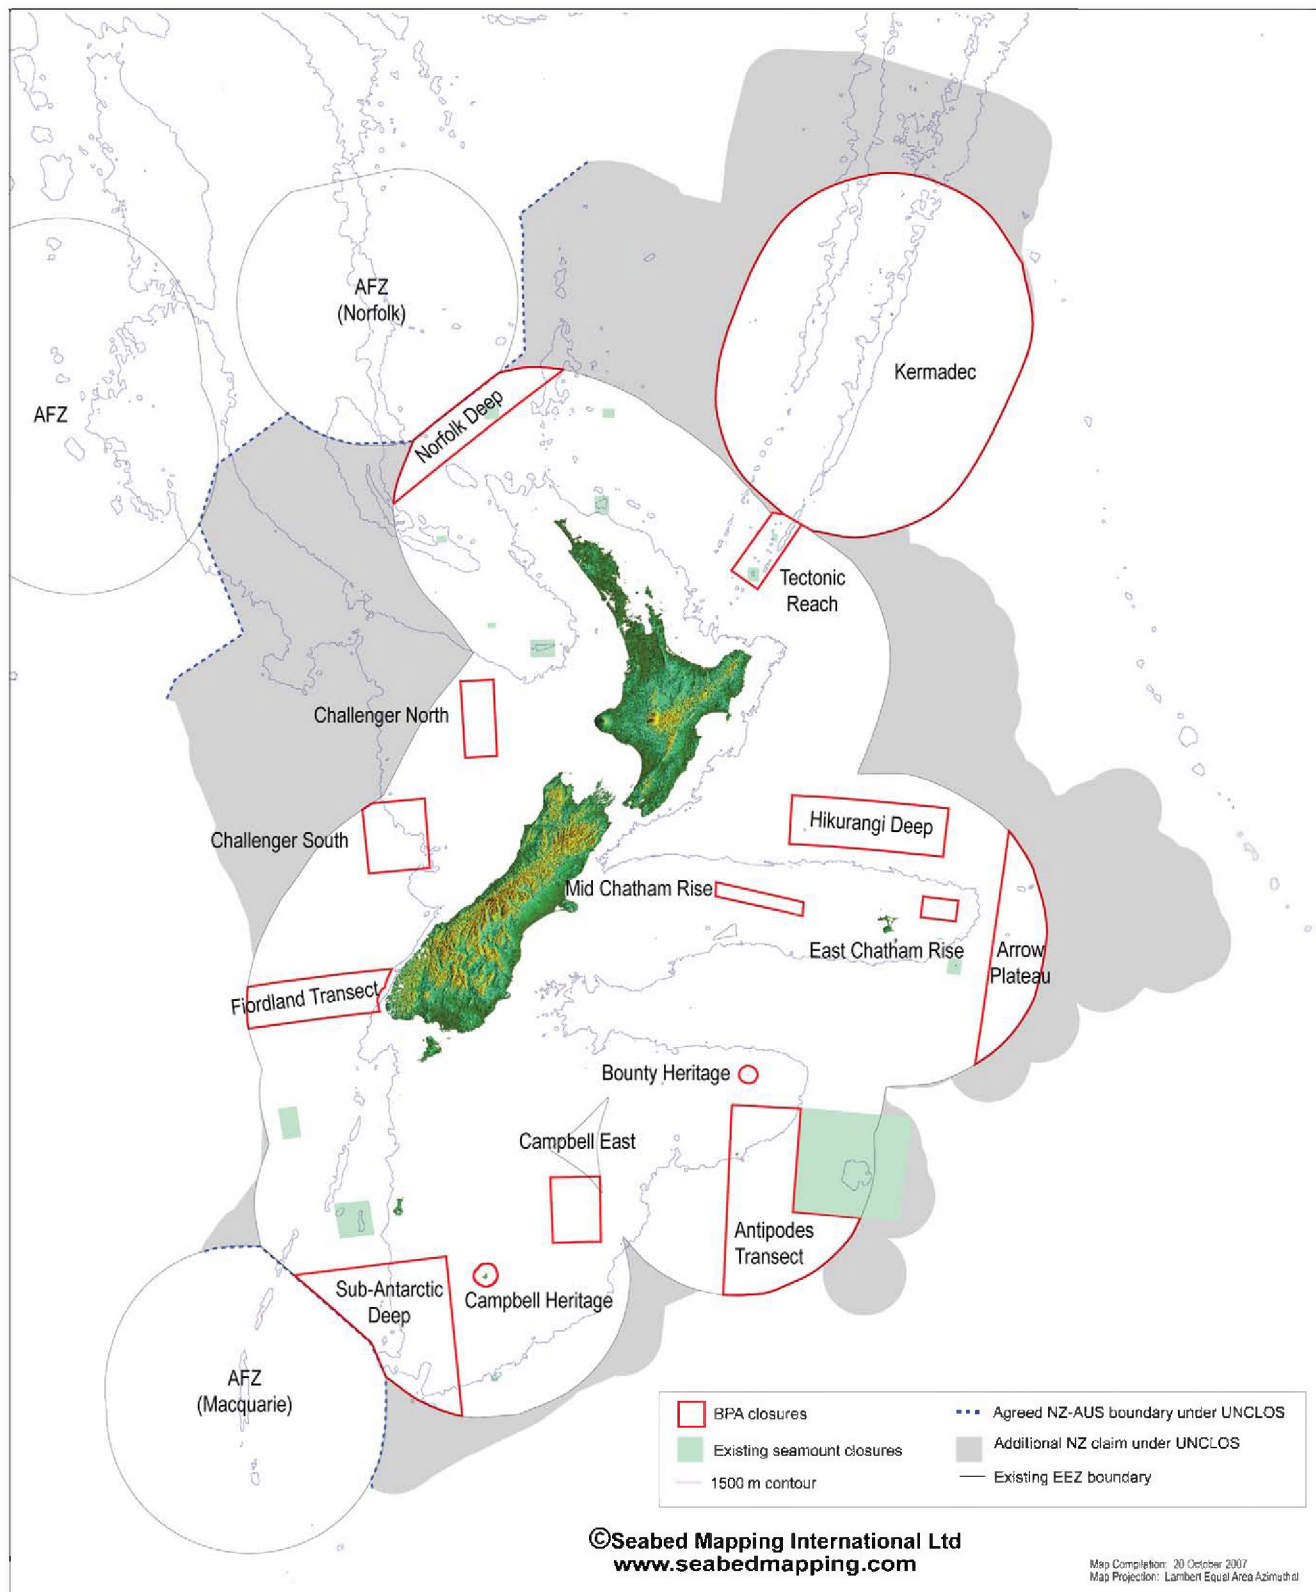 AFZ
(Norfolk)
AFZ
Kermadec
Norfolk Deep
Tectonic
Reach
Challenger North
Challenger South
Hikurangi Deep
Mid Chatham Rise
East Chatham Rise
Arrow
Plateau
Fiordland Transect
Bounty Heritage
Campbell East
Antipodes
Transect
Sub-Antarctic
Deep
Campbell Heritage
AFZ
(Macquarie)
BPA closures
Existing seamount closures
1500 m contour
Agreed NZ-AUS boundary under UNCLOS
Additional NZ claim under UNCLOS
Existing EEZ boundary
©Seabed Mapping International Ltd
www.seabedmapping.com
Map Compilation: 20 October 2007
Map Projection: Lambert Equal Area Azimuthal